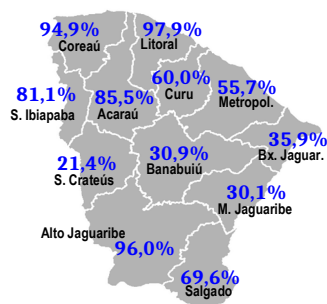 94,9%
Coreaú
97,9%
Litoral
60,0%
Curu
55,7%
Metropol.
81,1%
S. Ibiapaba
85,5%
Acaraú
35,9%
Bx. Jaguar.
21,4%
S. Crateús
30,9%
Banabuiú
30,1%
M. Jaguaribe
Alto Jaguaribe
96,0%
69,6%
Salgado